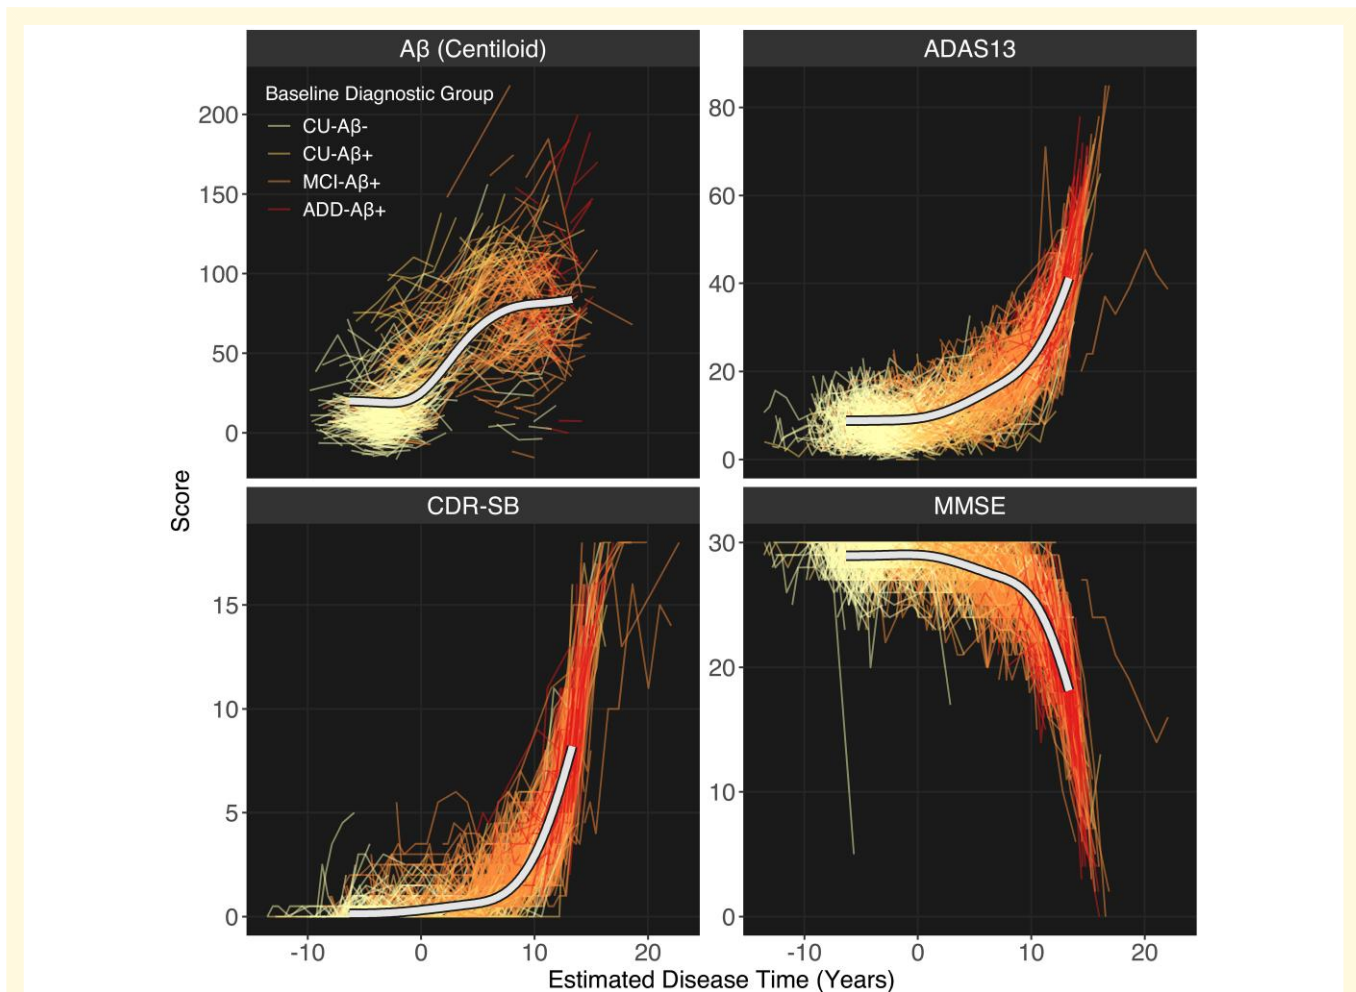 Aβ (Centiloid)
ADAS13
Baseline Diagnostic Group
CU-Aβ-
CU-Aβ+
MCI-Aβ+
ADD-Aβ+
200
150
100
50
0
80
60
40
20
0
Score
CDR-SB
MMSE
15
10
5
0
30
20
10
0
-10 0 10 20
-10 0 10 20
Estimated Disease Time (Years)